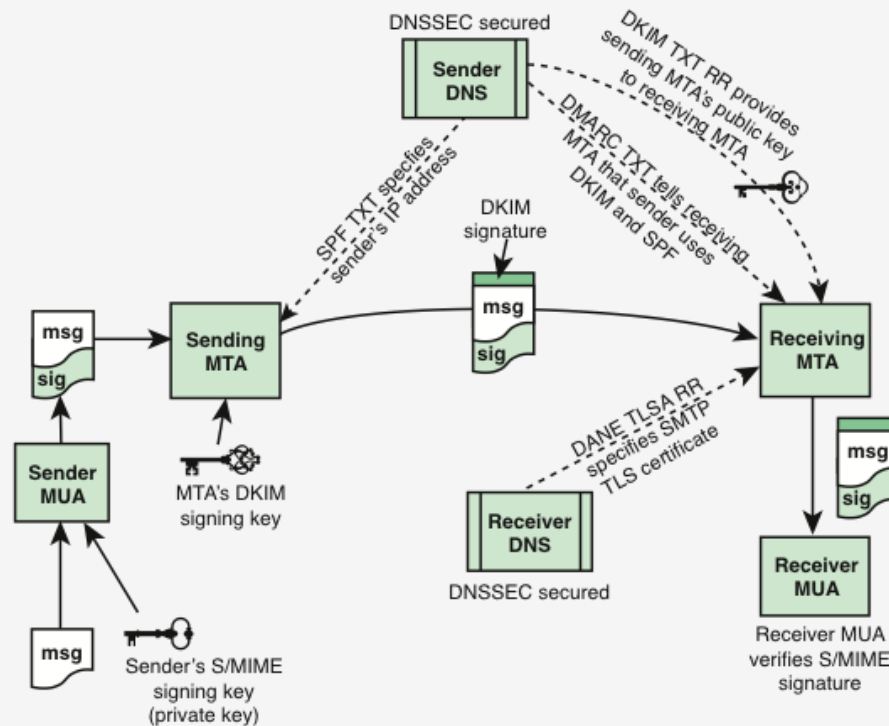 DNSSEC secured
Sender
DNS
DKIM TXT RR provides
sending MTA's public key
to receiving MTA
DMARC TXT tells receiving
MTA that sender uses
DKIM and SPF
SPF TXT specfies
sender's IP address
DKIM
signature
msg
sig
Sending
MTA
msg
sig
Receiving
MTA
DANE TLSA RR
specifies SMTP
TLS certificate
msg
sig
Sender
MUA
MTA's DKIM
signing key
Receiver
DNS
DNSSEC secured
Receiver
MUA
msg
Sender's S/MIME
signing key
(private key)
Receiver MUA
verifies S/MIME
signature